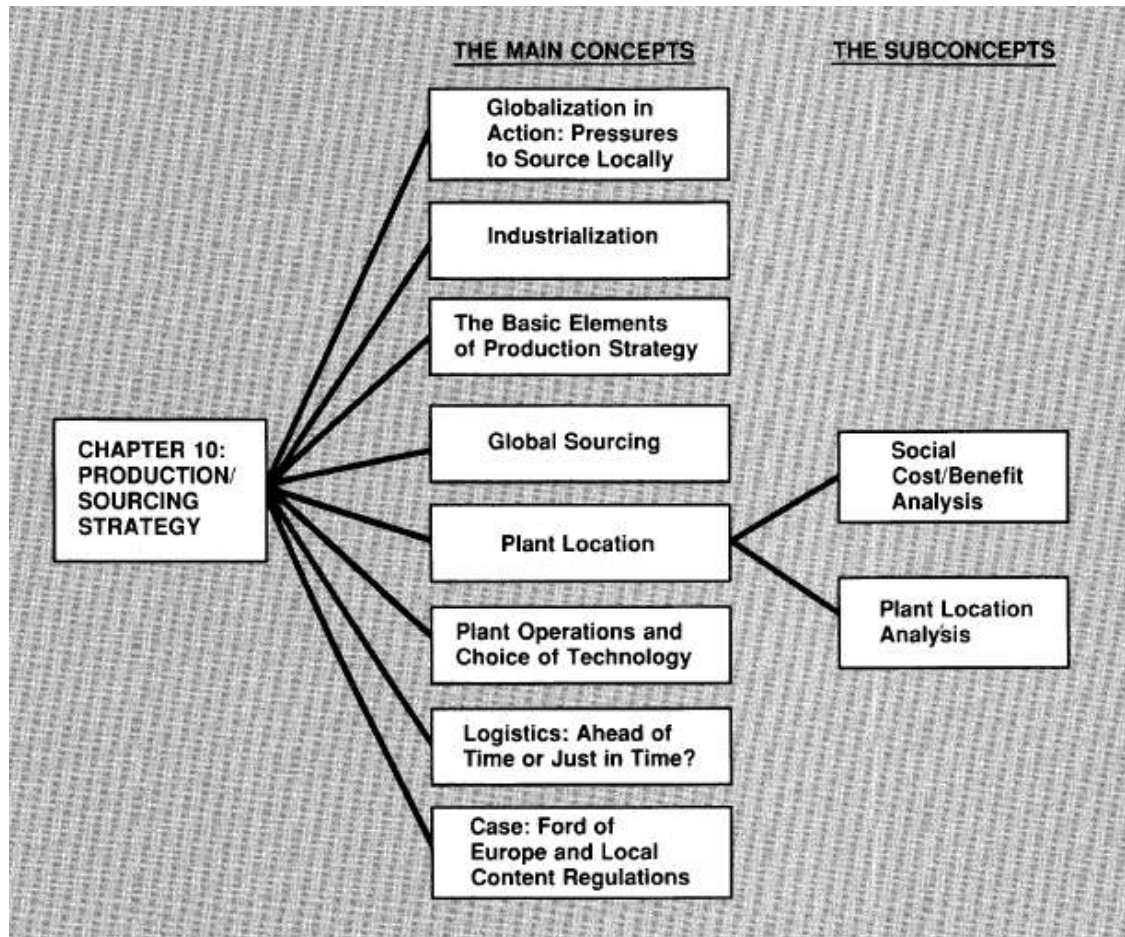 THE MAIN CONCEPTS
THE SUBCONCEPTS
Globalization in
Action: Pressures
to Source Locally
Industrialization
The Basic Elements
of Production Strategy
CHAPTER 10:
PRODUCTION/
SOURCING
STRATEGY
Global Sourcing
Social
Cost/Benefit
Analysis
Plant Location
Plant Location
Analysis
Plant Operations and
Choice of Technology
Logistics: Ahead of
Time or Just in Time?
Case: Ford of
Europe and Local
Content Regulations